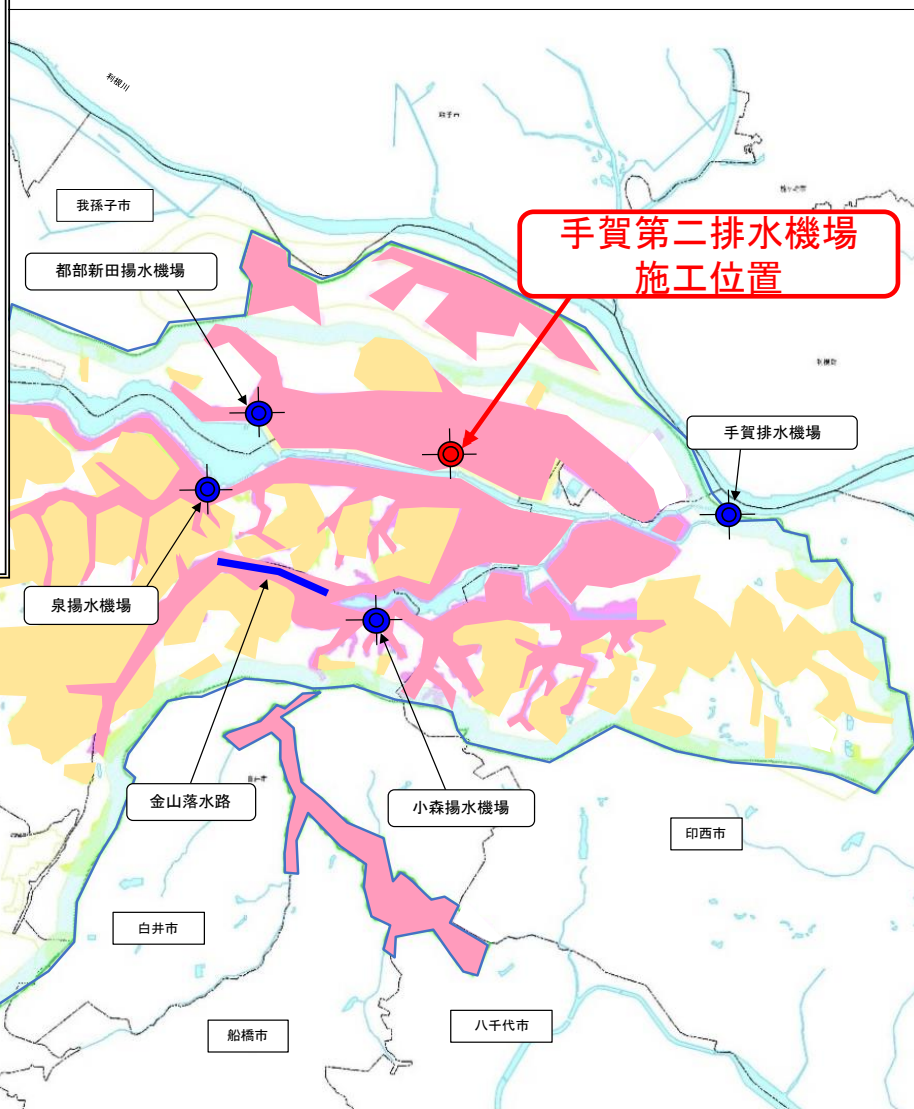 利根川
我孫子市
手賀第二排水機場
施工位置
都部新田揚水機場
手賀排水機場
泉揚水機場
金山落水路
小森揚水機場
印西市
白井市
船橋市
八千代市